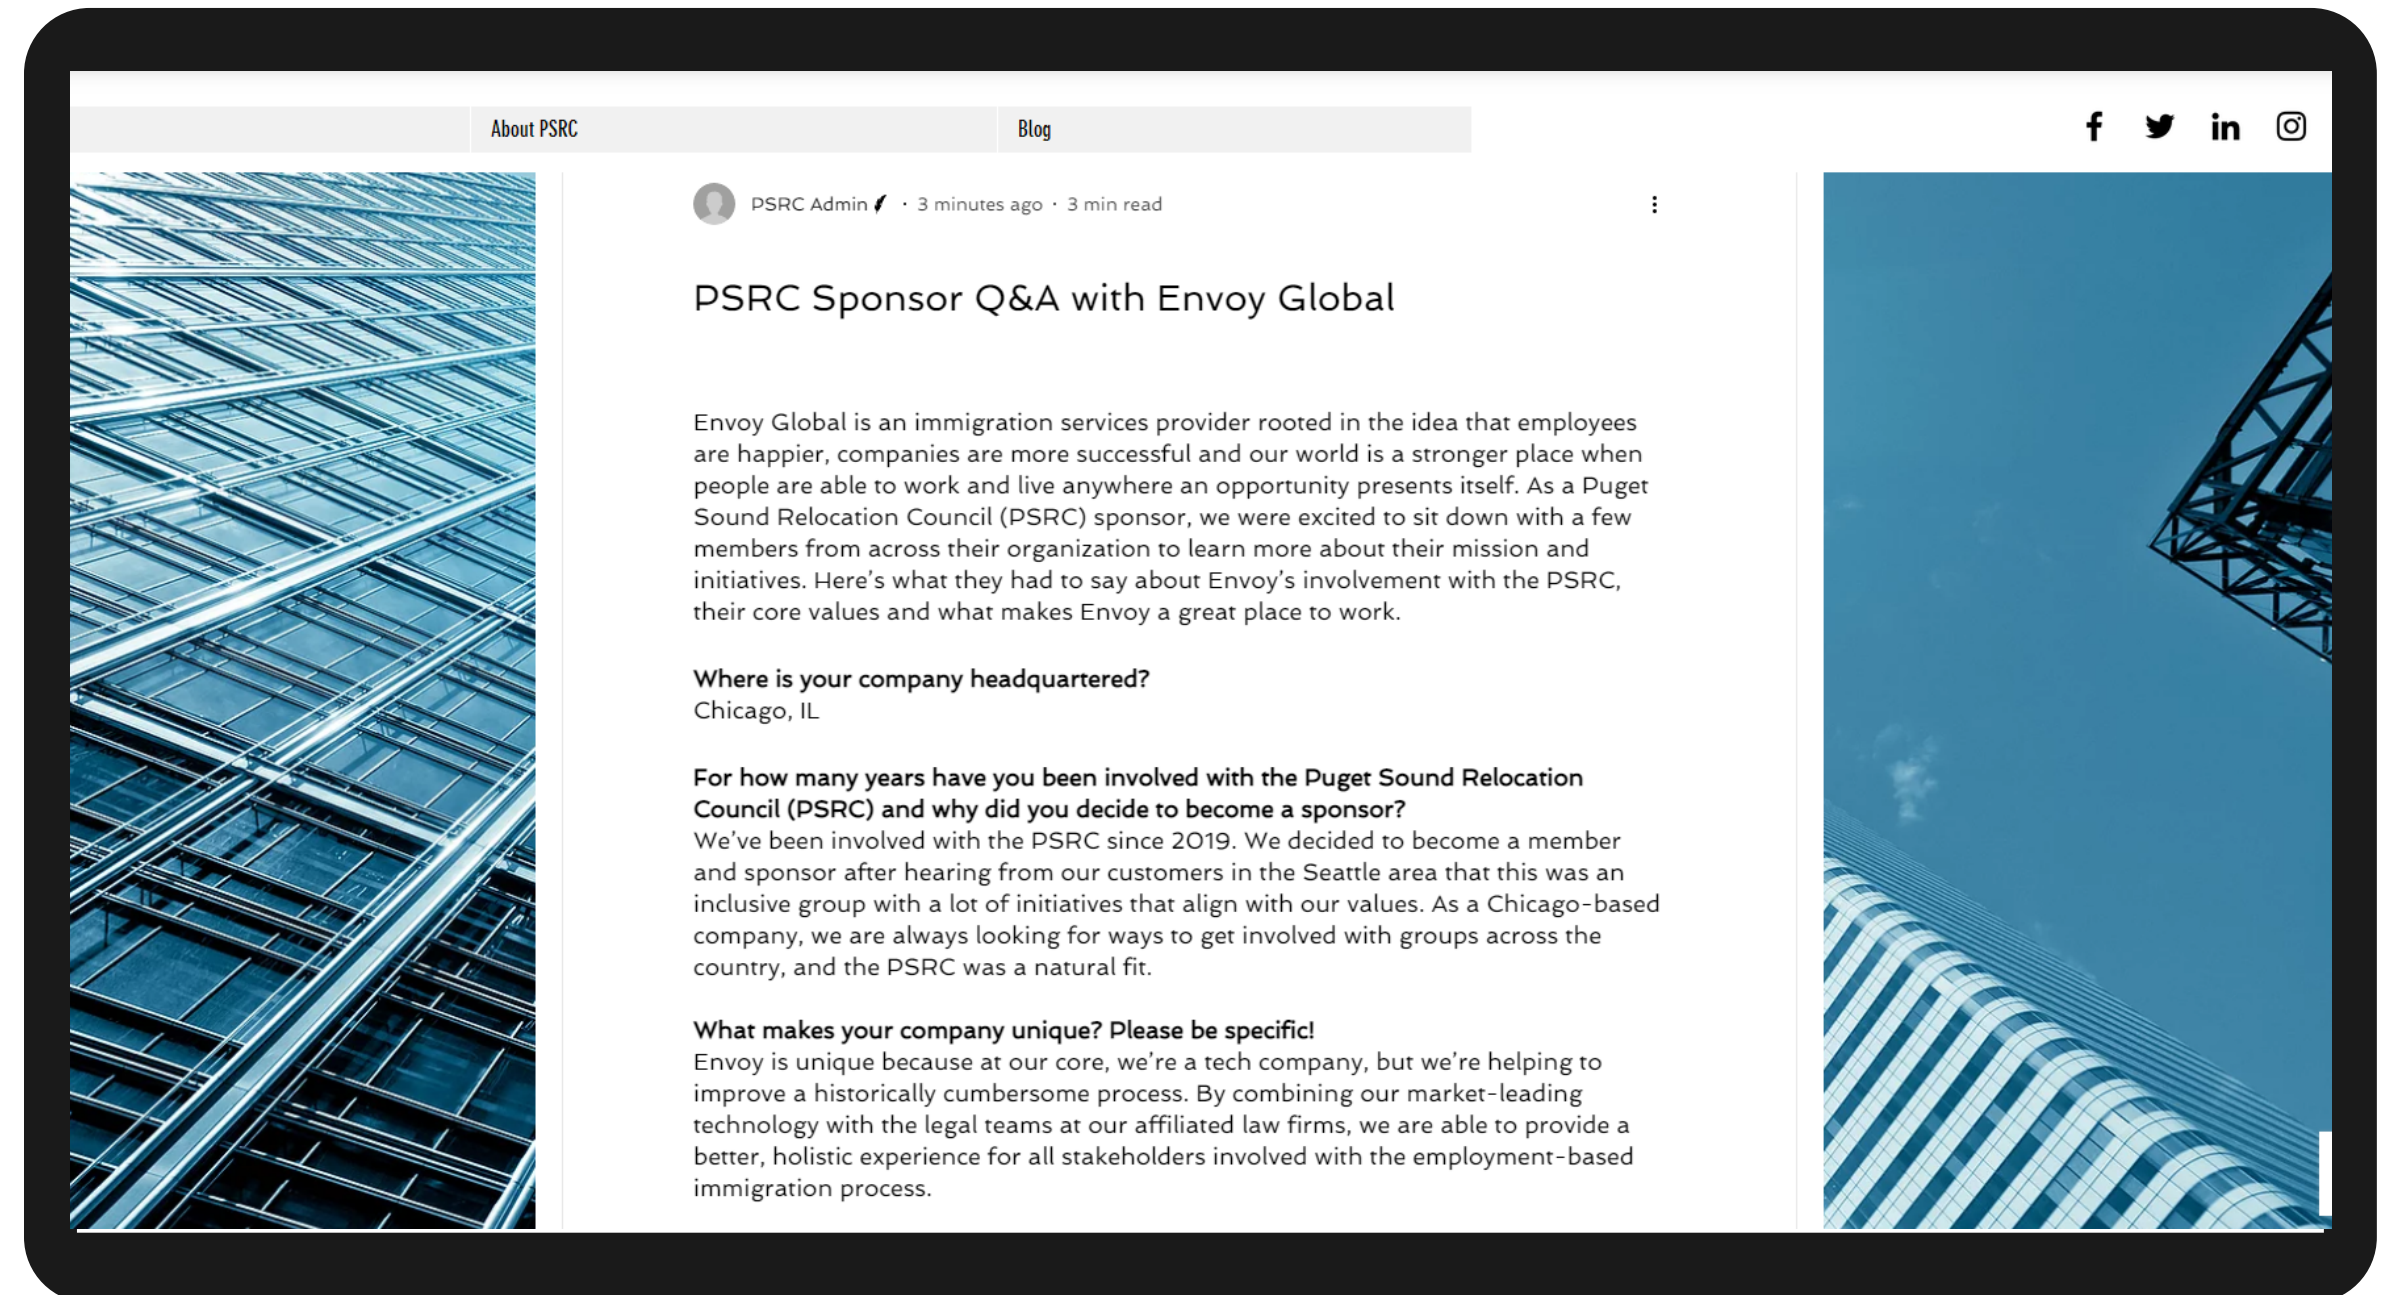 About PSRC
Blog
PSRC Admin · 3 minutes ago · 3 min read
PSRC Sponsor Q&A with Envoy Global
Envoy Global is an immigration services provider rooted in the idea that employees
are happier, companies are more successful and our world is a stronger place when
people are able to work and live anywhere an opportunity presents itself. As a Puget
Sound Relocation Council (PSRC) sponsor, we were excited to sit down with a few
members from across their organization to learn more about their mission and
initiatives. Here’s what they had to say about Envoy’s involvement with the PSRC,
their core values and what makes Envoy a great place to work.
Where is your company headquartered?
Chicago, IL
For how many years have you been involved with the Puget Sound Relocation
Council (PSRC) and why did you decide to become a sponsor?
We’ve been involved with the PSRC since 2019. We decided to become a member
and sponsor after hearing from our customers in the Seattle area that this was an
inclusive group with a lot of initiatives that align with our values. As a Chicago-based
company, we are always looking for ways to get involved with groups across the
country, and the PSRC was a natural fit.
What makes your company unique? Please be specific!
Envoy is unique because at our core, we’re a tech company, but we’re helping to
improve a historically cumbersome process. By combining our market-leading
technology with the legal teams at our affiliated law firms, we are able to provide a
better, holistic experience for all stakeholders involved with the employment-based
immigration process.